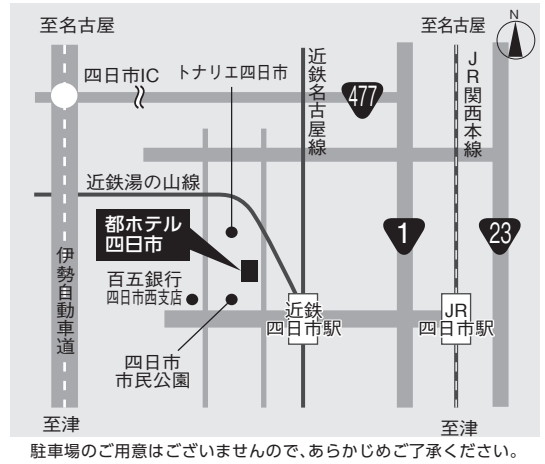 至名古屋
至名古屋
N
四日市IC
トナリエ四日市
近鉄名古屋線
477
JR関西本線
近鉄湯の山線
都ホテル
四日市
1
23
伊勢自動車道
百五銀行
四日市西支店
近鉄
四日市駅
JR
四日市駅
四日市
市民公園
至津
至津
駐車場のご用意はございませんので、あらかじめご了承ください。